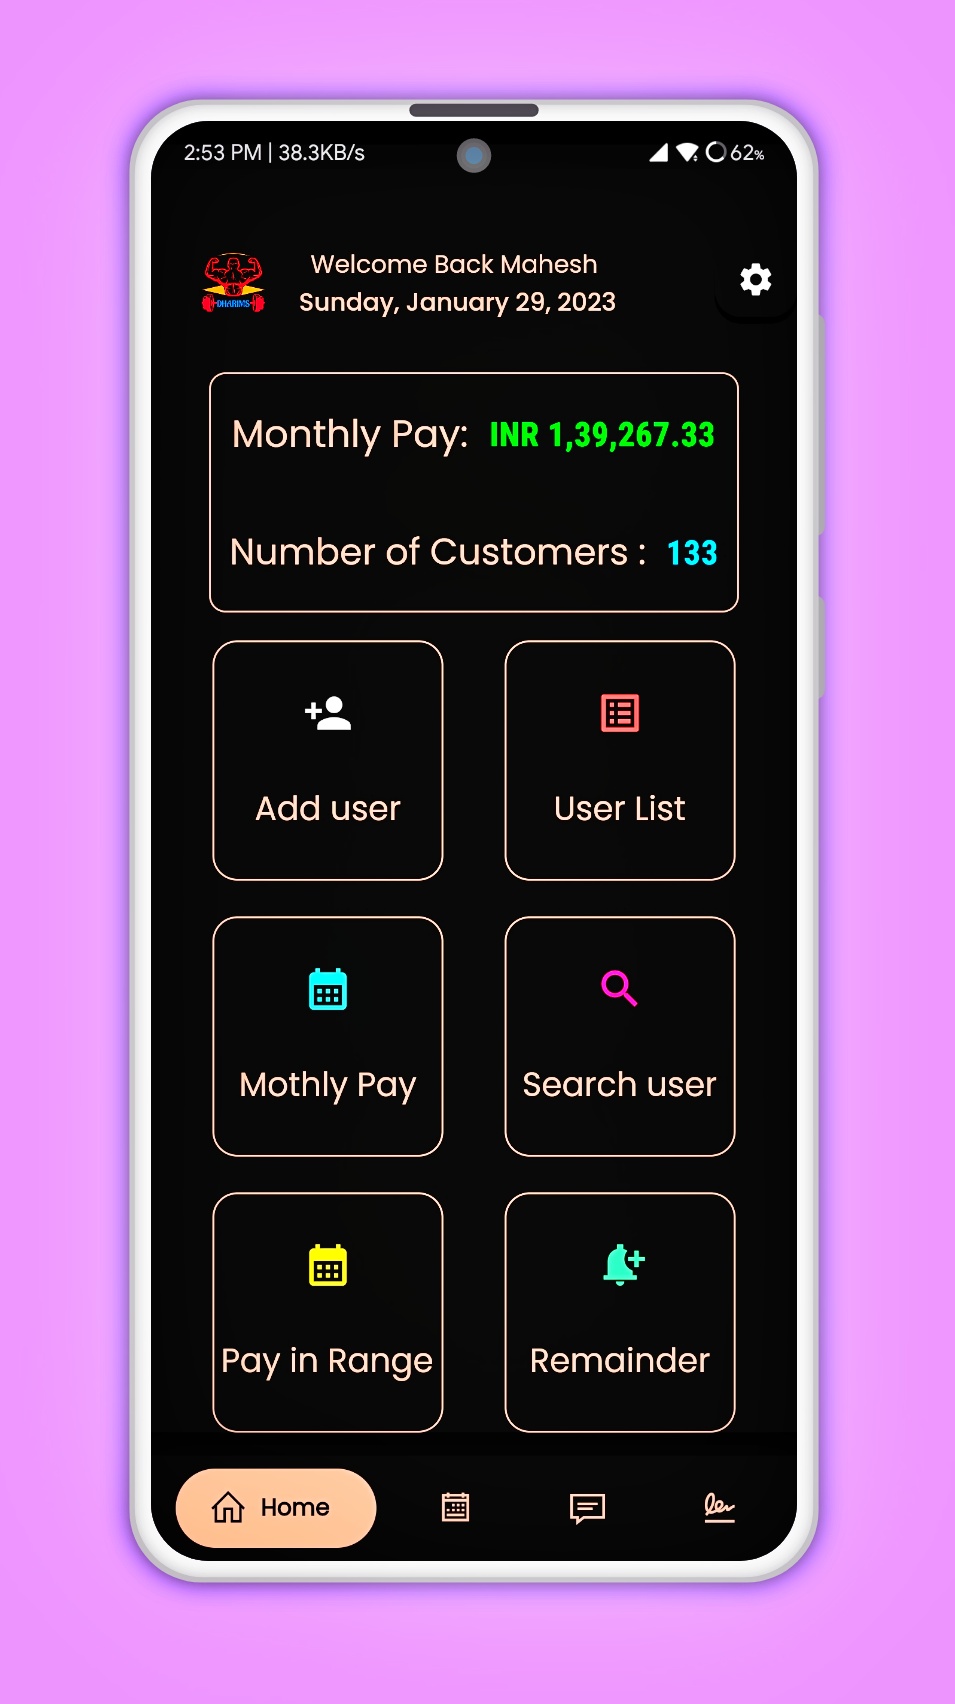 2:53 PM | 38.3KB/s 62%
DHARIMS
Welcome Back Mahesh
Sunday, January 29, 2023
Monthly Pay: INR 1,39,267.33
Number of Customers : 133
Add user User List
Mothly Pay Search user
Pay in Range Remainder
Home